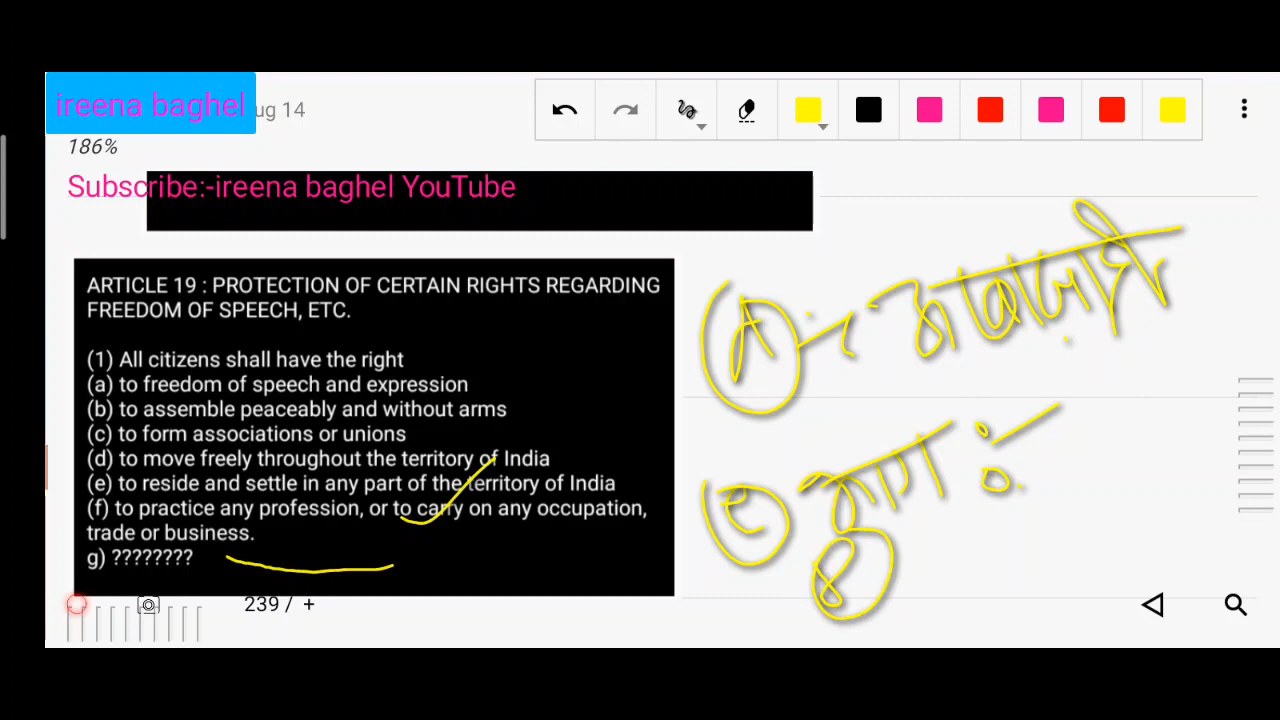 ireena baghel ug 14
186%
Subscribe:-ireena baghel YouTube
ARTICLE 19 : PROTECTION OF CERTAIN RIGHTS REGARDING
FREEDOM OF SPEECH, ETC.
(1) All citizens shall have the right
(a) to freedom of speech and expression
(b) to assemble peaceably and without arms
(c) to form associations or unions
(d) to move freely throughout the territory of India
(e) to reside and settle in any part of the territory of India
(f) to practice any profession, or to carry on any occupation,
trade or business.
g) ????????
239 / +
A
e
8